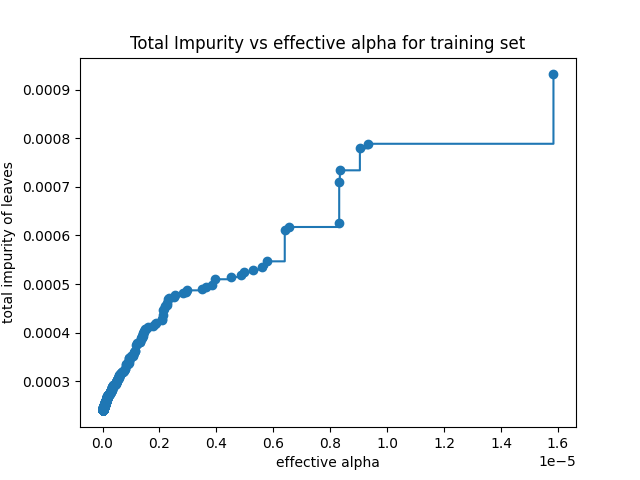 Total Impurity vs effective alpha for training set
total impurity of leaves
0.0009
0.0008
0.0007
0.0006
0.0005
0.0004
0.0003
0.0 0.2 0.4 0.6 0.8 1.0 1.2 1.4 1.6
1e−5
effective alpha